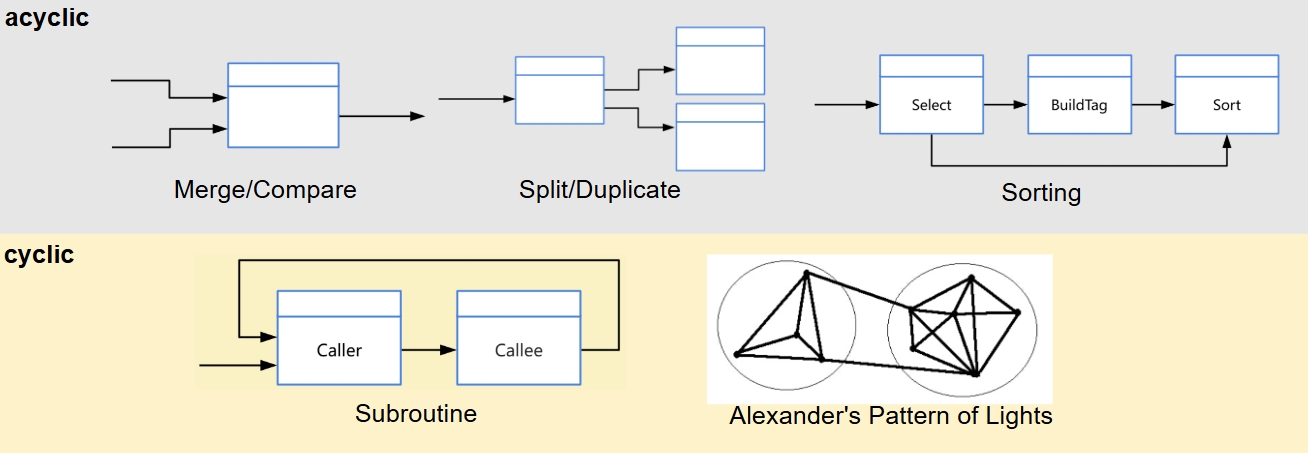 acyclic
Select
BuildTag
Sort
Merge/Compare
Split/Duplicate
Sorting
cyclic
Caller
Callee
Subroutine
Alexander's Pattern of Lights